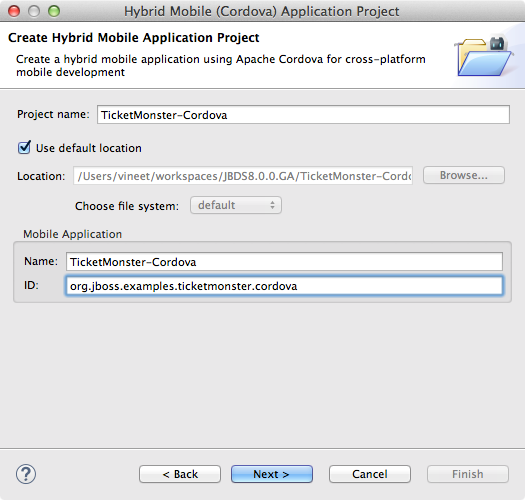 Hybrid Mobile (Cordova) Application Project
Create Hybrid Mobile Application Project
Create a hybrid mobile application using Apache Cordova for cross-platform
mobile development
Project name: TicketMonster-Cordova
Use default location
Location: /Users/vineet/workspaces/JBDS8.0.0.GA/TicketMonster-Cord Browse...
Choose file system: default
Mobile Application
Name: TicketMonster-Cordova
ID: org.jboss.examples.ticketmonster.cordova
? < Back Next > Cancel Finish